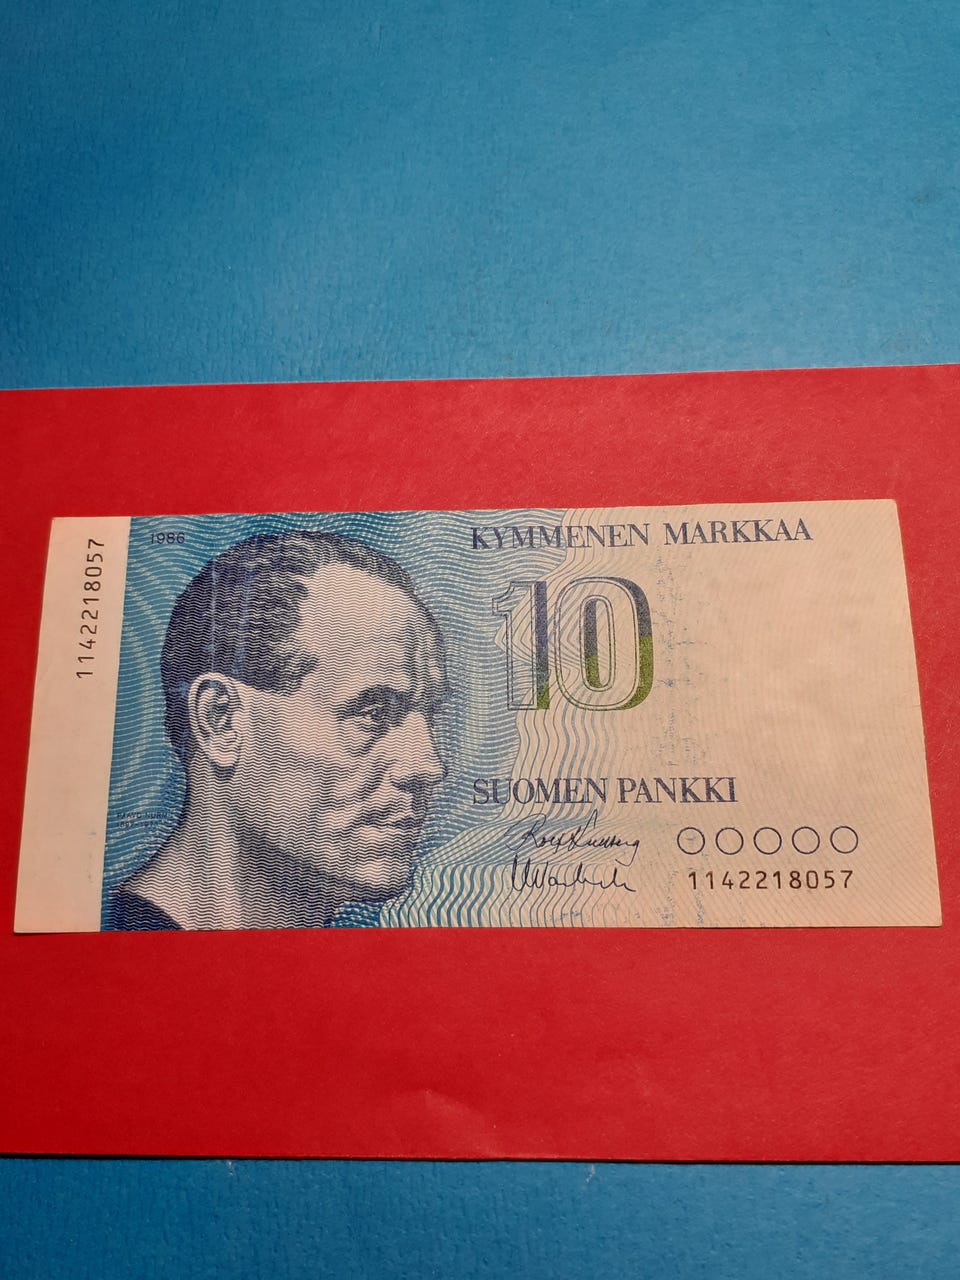 1986
KYMMENEN MARKKAA
10
SUOMEN PANKKI
1142218057
1142218057